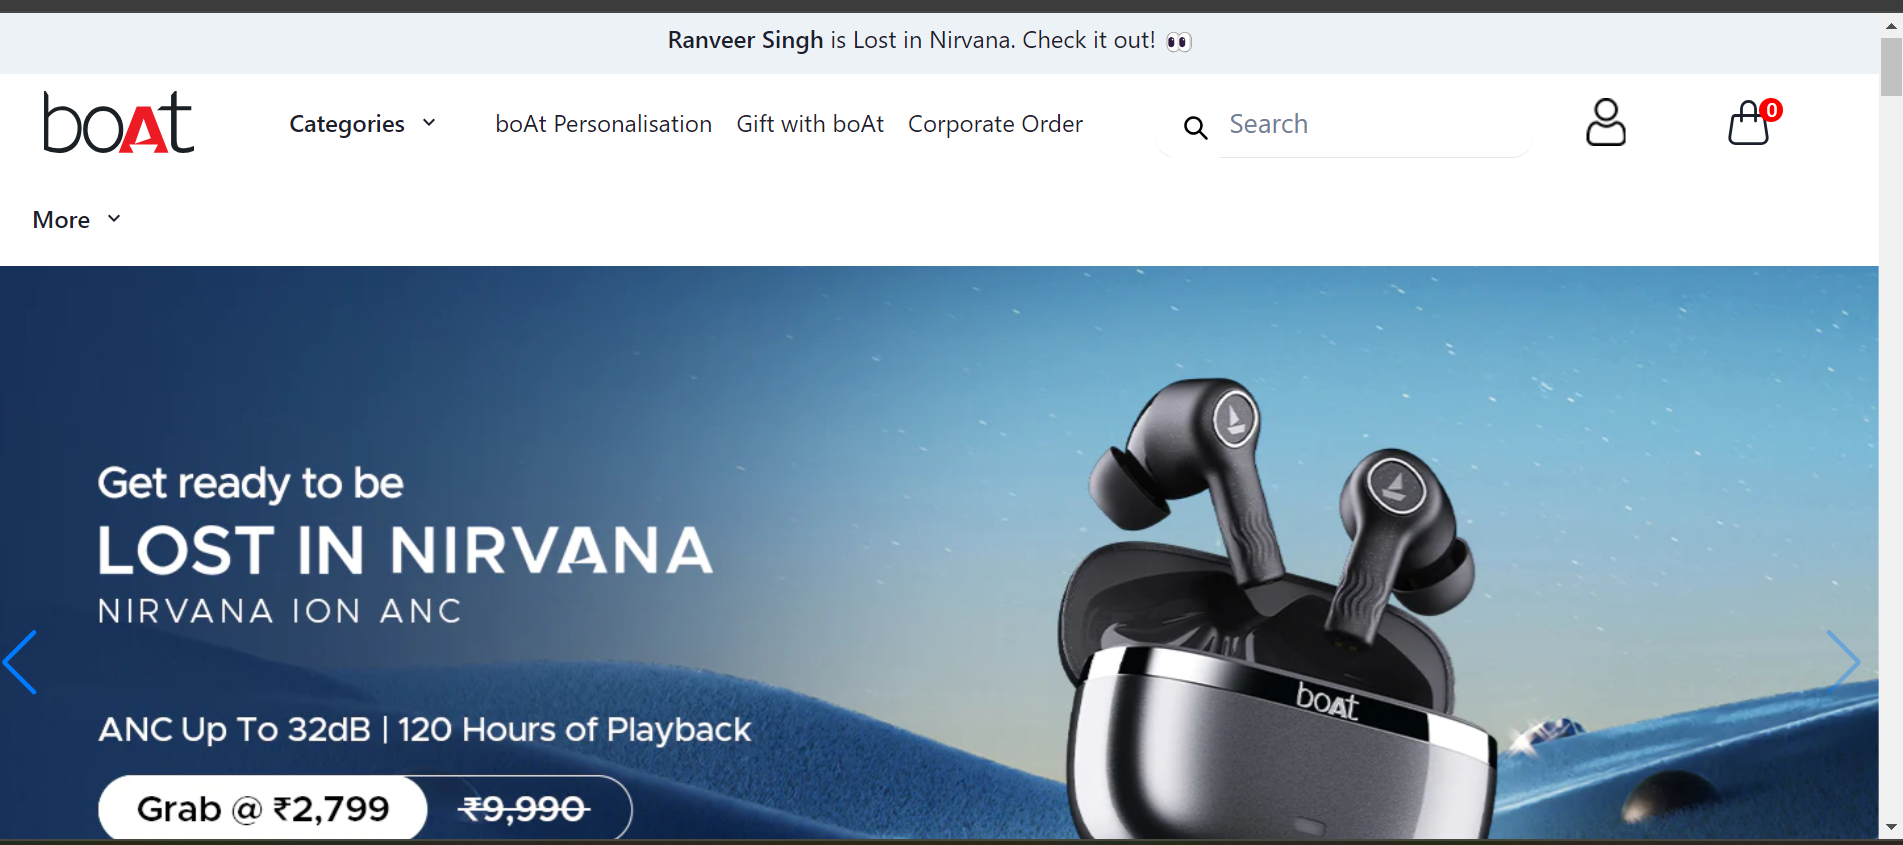 Ranveer Singh is Lost in Nirvana. Check it out! 👀
boAt
Categories
boAt Personalisation
Gift with boAt
Corporate Order
Search
0
More
Get ready to be
LOST IN NIRVANA
NIRVANA ION ANC
ANC Up To 32dB | 120 Hours of Playback
Grab @ ₹2,799 ₹9,990
boAt